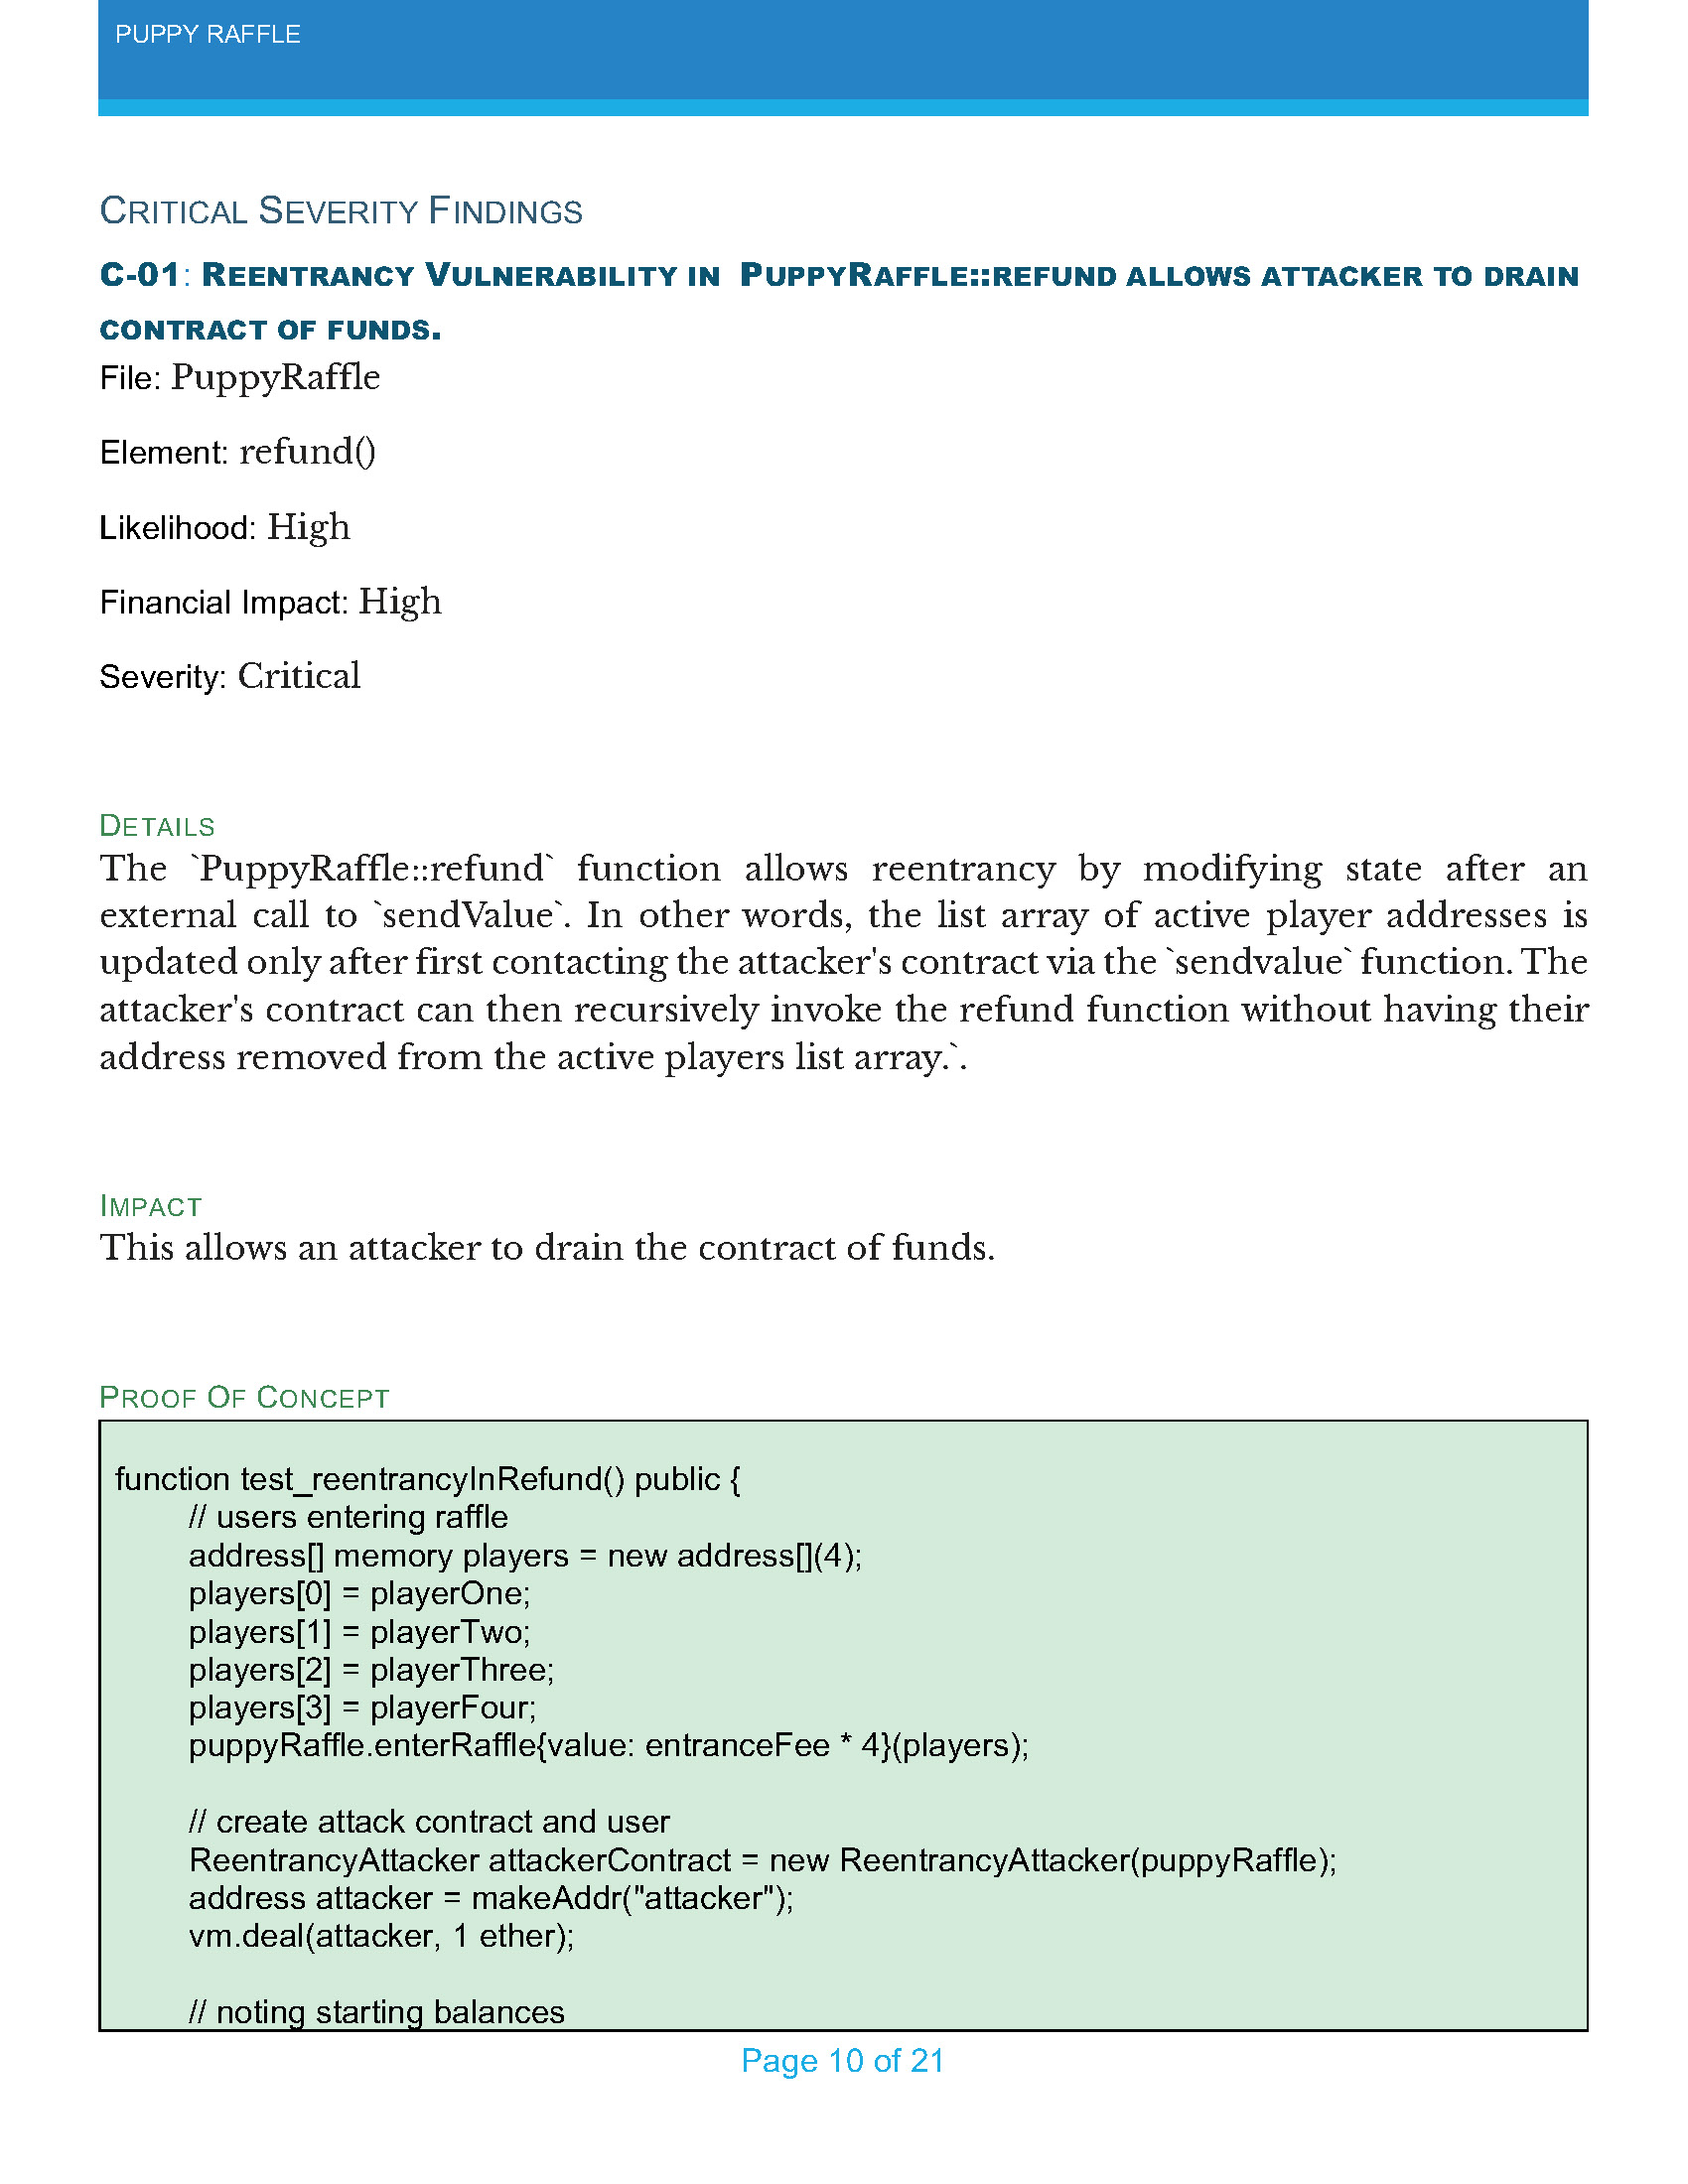 PUPPY RAFFLE
CRITICAL SEVERITY FINDINGS
C-01: REENTRANCY VULNERABILITY IN PUPPYRAFFLE::REFUND ALLOWS ATTACKER TO DRAIN
CONTRACT OF FUNDS.
File: PuppyRaffle
Element: refund()
Likelihood: High
Financial Impact: High
Severity: Critical
DETAILS
The `PuppyRaffle::refund` function allows reentrancy by modifying state after an
external call to `sendValue`. In other words, the list array of active player addresses is
updated only after first contacting the attacker's contract via the `sendvalue` function. The
attacker's contract can then recursively invoke the refund function without having their
address removed from the active players list array.`.
IMPACT
This allows an attacker to drain the contract of funds.
PROOF OF CONCEPT
function test_reentrancyInRefund() public {
// users entering raffle
address[] memory players = new address[](4);
players[0] = playerOne;
players[1] = playerTwo;
players[2] = playerThree;
players[3] = playerFour;
puppyRaffle.enterRaffle{value: entranceFee * 4}(players);
// create attack contract and user
ReentrancyAttacker attackerContract = new ReentrancyAttacker(puppyRaffle);
address attacker = makeAddr("attacker");
vm.deal(attacker, 1 ether);
// noting starting balances
Page 10 of 21